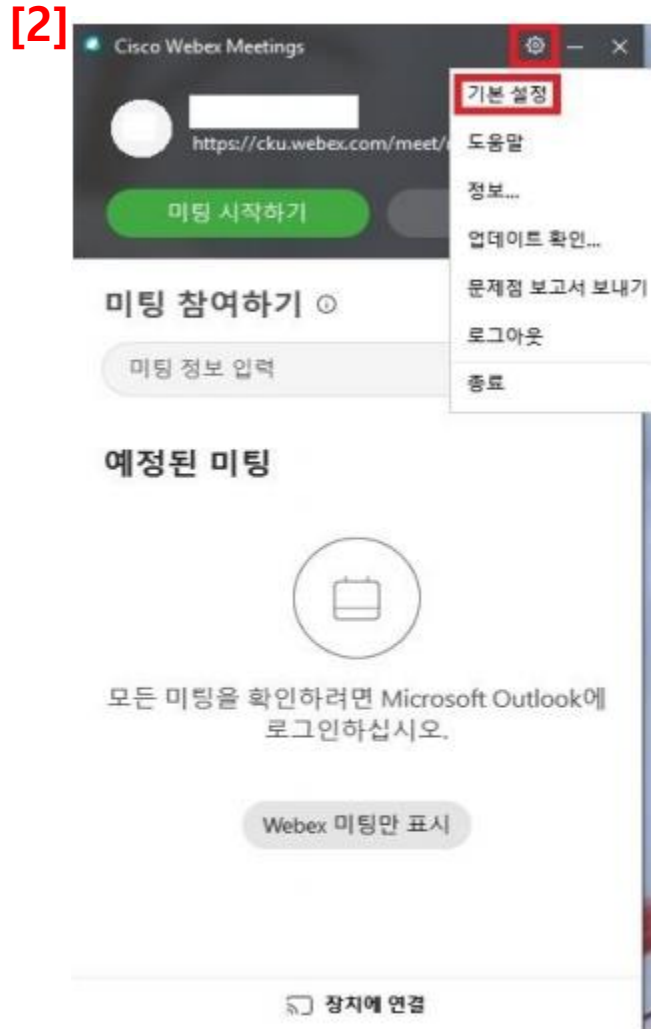 [2]
Cisco Webex Meetings
기본 설정
https://cku.webex.com/meet/
도움말
정보...
미팅 시작하기
업데이트 확인...
문제점 보고서 보내기
미팅 참여하기
로그아웃
미팅 정보 입력
종료
예정된 미팅
모든 미팅을 확인하려면 Microsoft Outlook에
로그인하십시오.
Webex 미팅만 표시
장치에 연결